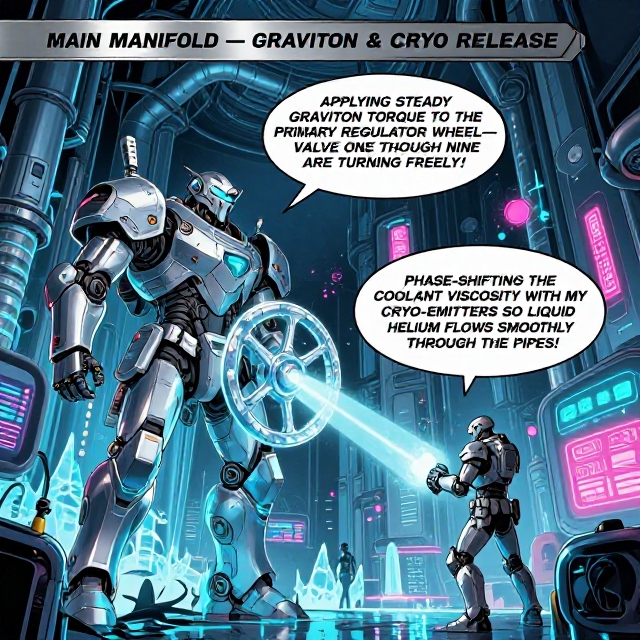 MAIN MANIFOLD — GRAVITON & CRYO RELEASE
APPLYING STEADY
GRAVITON TORQUE TO THE
PRIMARY REGULATOR WHEEL—
VALVE ONE THOUGH NINE
ARE TURNING FREELY!
PHASE-SHIFTING THE
COOLANT VISCOSITY WITH MY
CRYO-EMITTERS SO LIQUID
HELIUM FLOWS SMOOTHLY
THROUGH THE PIPES!